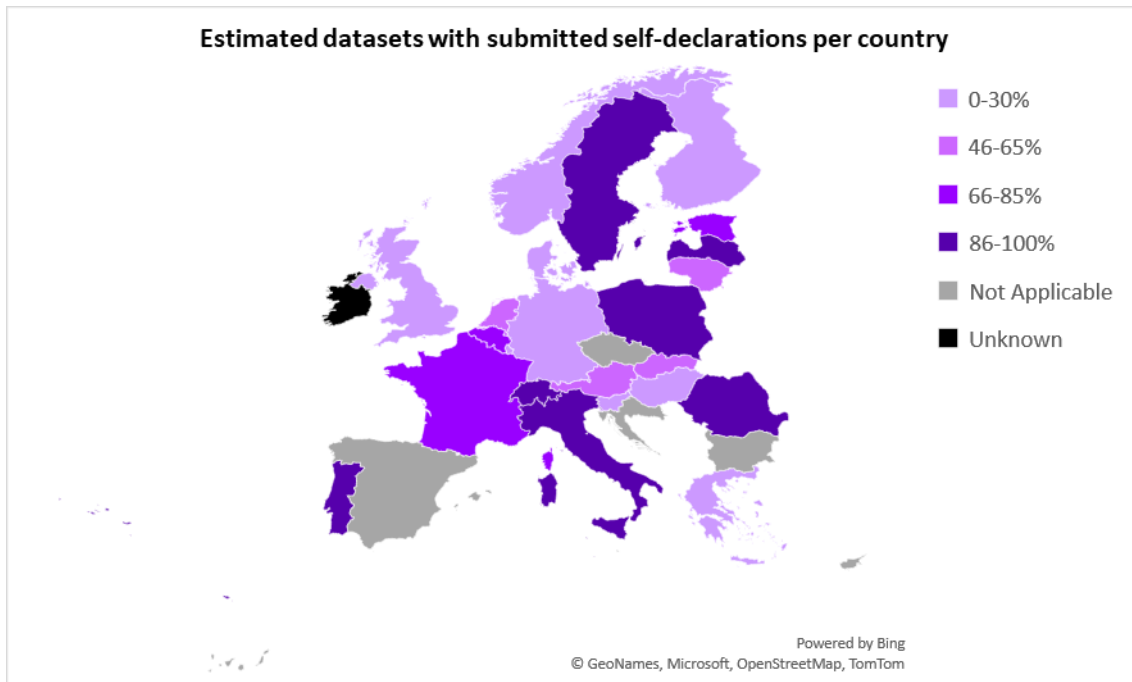 Estimated datasets with submitted self-declarations per country
0-30%
46-65%
66-85%
86-100%
Not Applicable
Unknown
Powered by Bing
© GeoNames, Microsoft, OpenStreetMap, TomTom